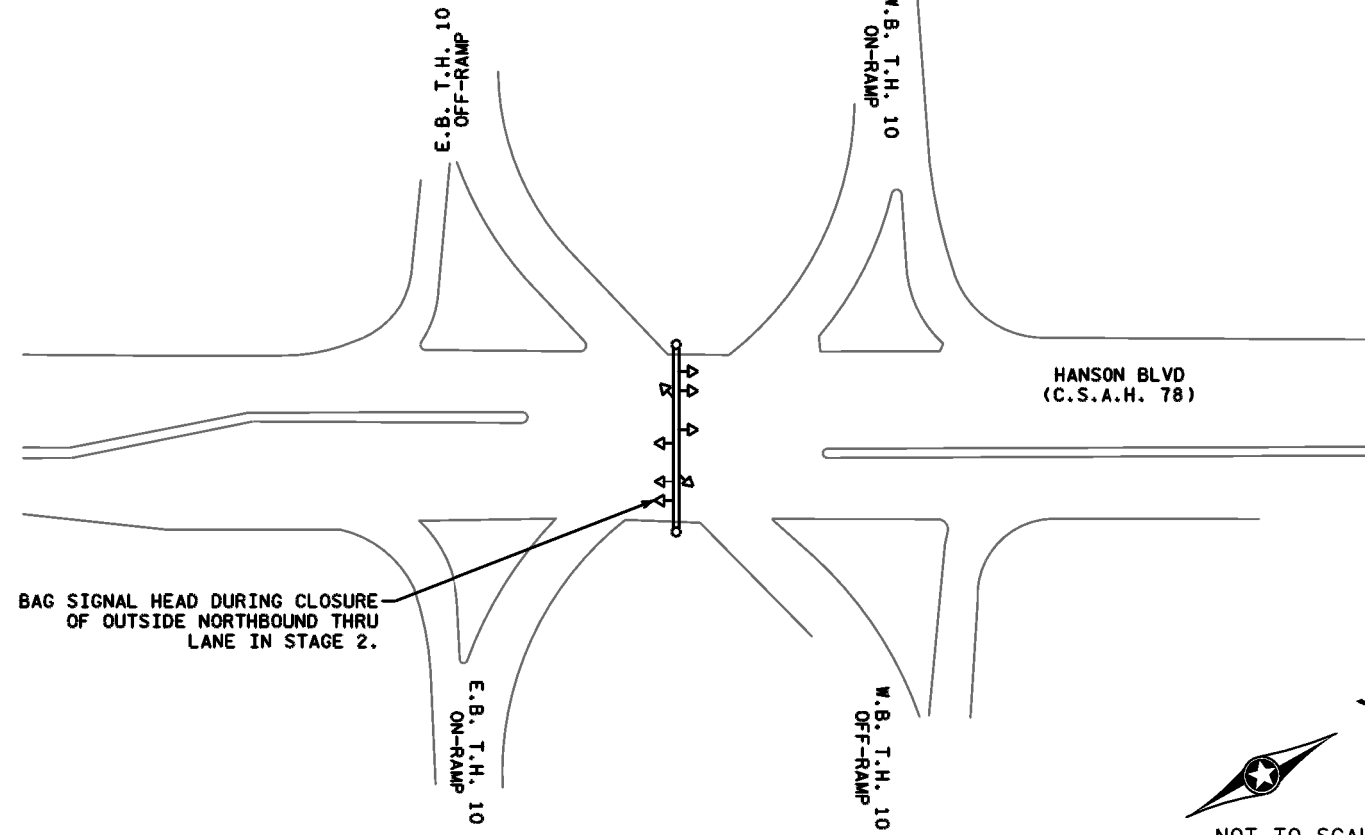 E.B. T.H. 10
OFF-RAMP
W.B. T.H. 10
ON-RAMP
HANSON BLVD
(C.S.A.H. 78)
BAG SIGNAL HEAD DURING CLOSURE
OF OUTSIDE NORTHBOUND THRU
LANE IN STAGE 2.
E.B. T.H. 10
ON-RAMP
W.B. T.H. 10
OFF-RAMP
NOT TO SCAL